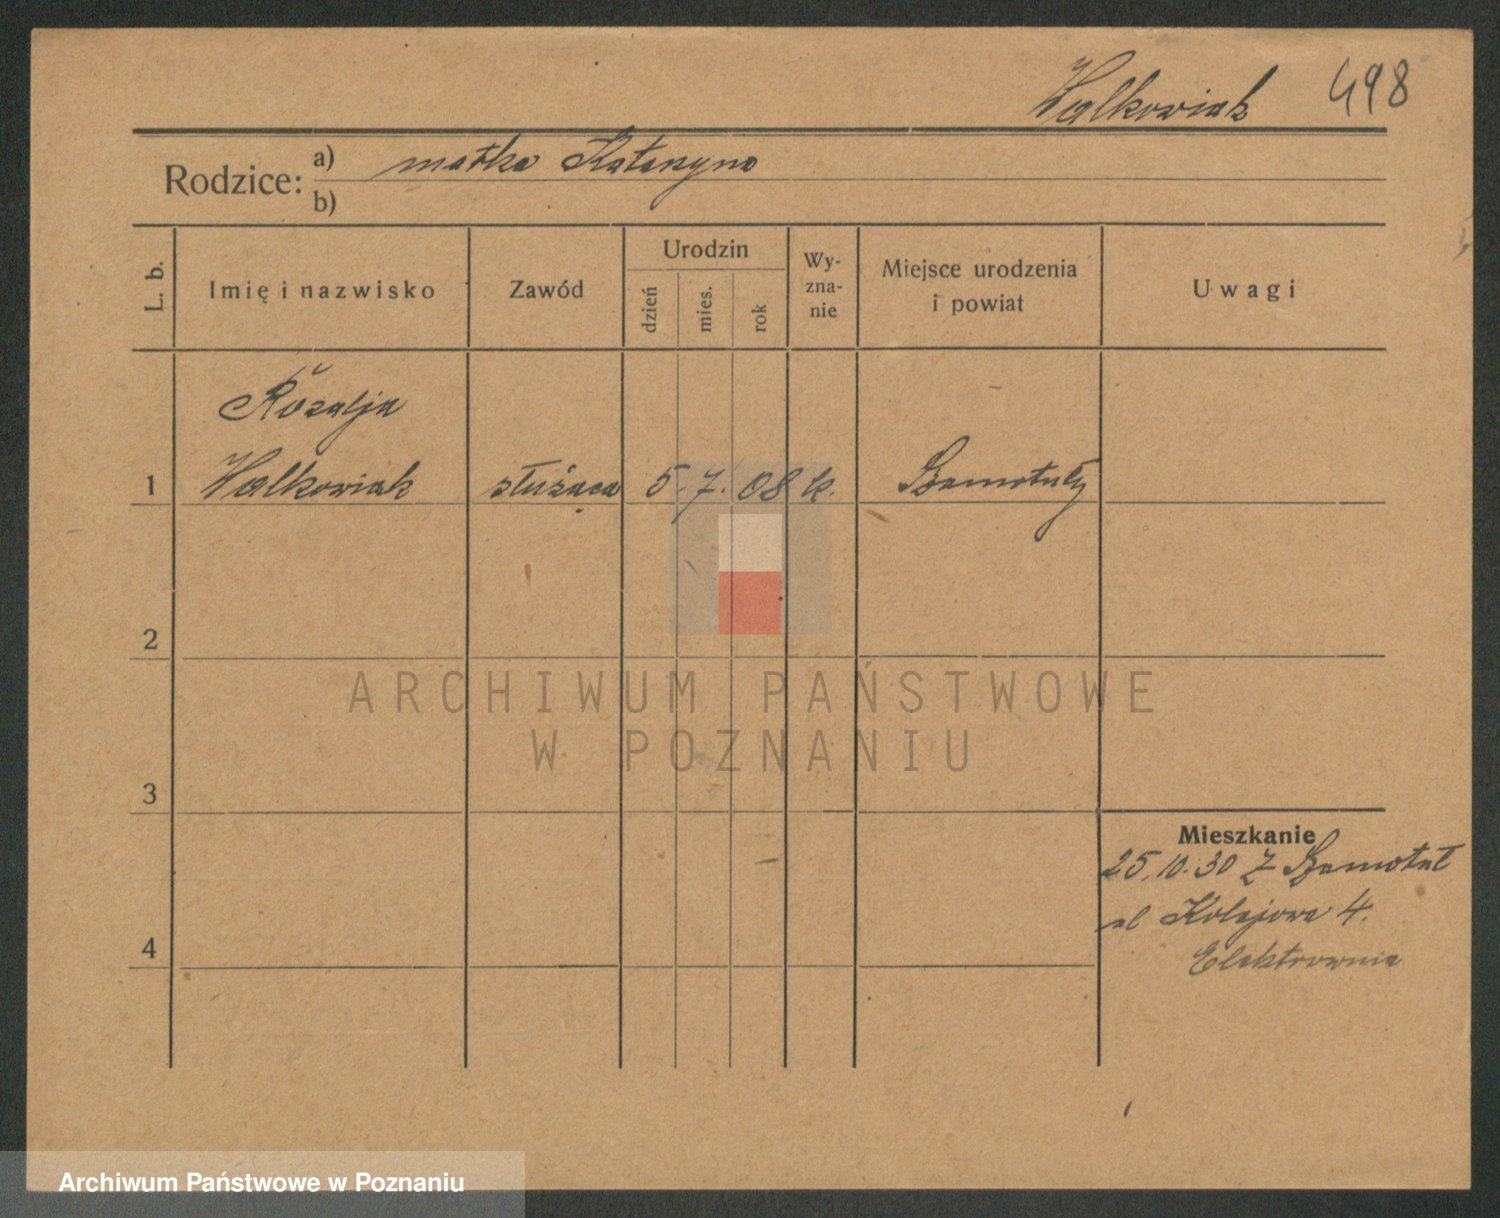 Walkowiak 498
Rodzice: a) matka Katarzyna
b)
L. b. Imię i nazwisko Zawód Urodzin dzień mies. rok Wy-zna-nie Miejsce urodzenia i powiat Uwagi
Rozalja
1 Walkowiak służąca 5. 7. 08 k. Szamotuły
2
ARCHIWUM PAŃSTWOWE
W POZNANIU
3
Mieszkanie
25.10.30 z Szamotuł
ul Kolejowa 4.
4 Elektrownia
Archiwum Państwowe w Poznaniu